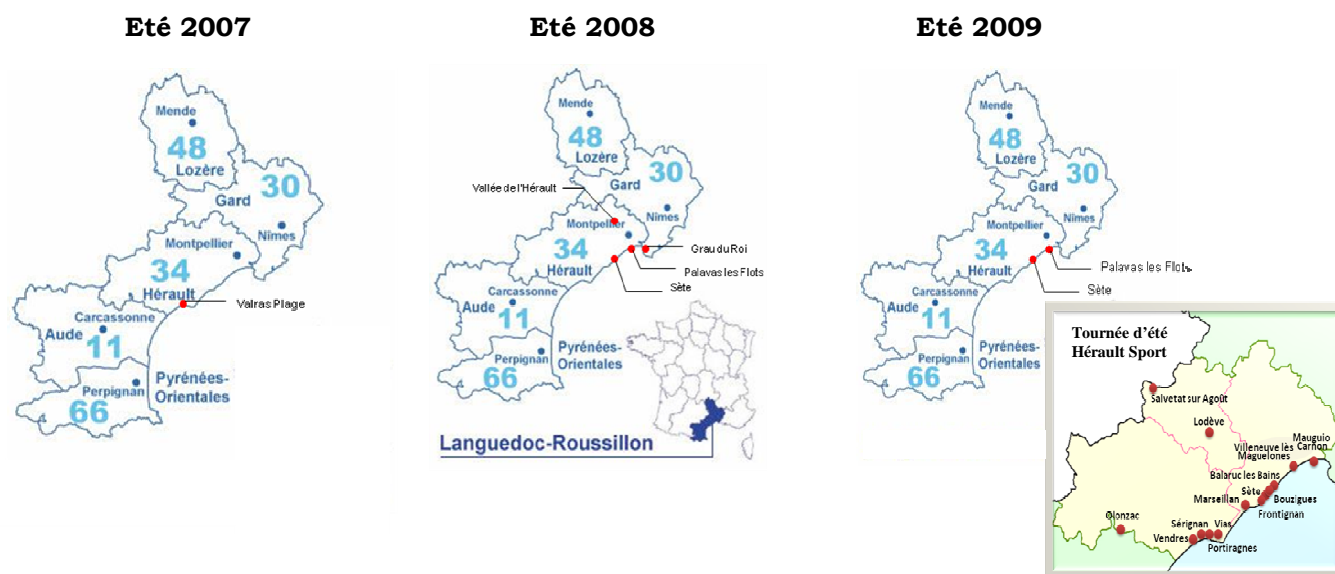 Eté 2007
Mende
48
Lozère
30
Gard
Nîmes
Montpellier
34
Hérault
Valras Plage
Carcassonne
Aude
11
Perpignan
66
Pyrénées-
Orientales
Eté 2008
Mende
48
Lozère
30
Gard
Vallée de l'Hérault
Nîmes
Montpellier
34
Hérault
Grau du Roi
Palavas les Flots
Sète
Carcassonne
Aude
11
Perpignan
66
Pyrénées-
Orientales
Languedoc-Roussillon
Eté 2009
Mende
48
Lozère
30
Gard
Nîmes
Montpellier
34
Hérault
Palavas les Flots
Sète
Carcassonne
Aude
11
Perpignan
66
Pyrénées-
Orientales
Tournée d'été
Hérault Sport
Salvetat sur Agoût
Lodève
Mauguio
Carnon
Villeneuve lès
Maguelones
Balaruc les Bains
Sète
Bouzigues
Marseillan
Frontignan
Olonzac
Sérignan
Vias
Vendres
Portiragnes